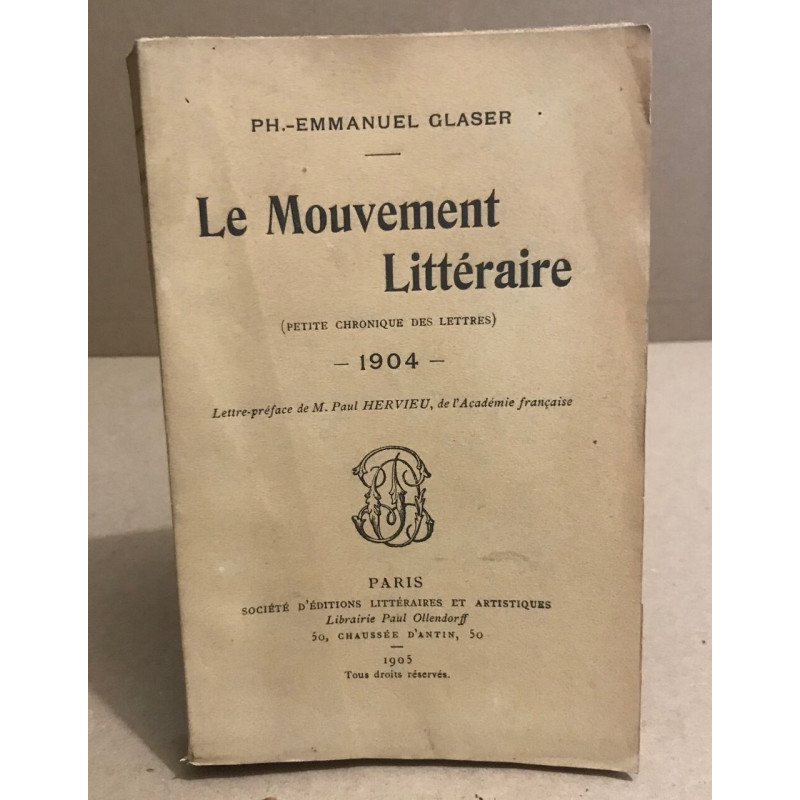 PH.-EMMANUEL GLASER
Le Mouvement
Littéraire
(PETITE CHRONIQUE DES LETTRES)
— 1904 —
Lettre-préface de M. Paul HERVIEU, de l'Académie française
PARIS
SOCIÉTÉ D'ÉDITIONS LITTÉRAIRES ET ARTISTIQUES
Librairie Paul Ollendorff
50, CHAUSSÉE D'ANTIN, 50
1905
Tous droits réservés.